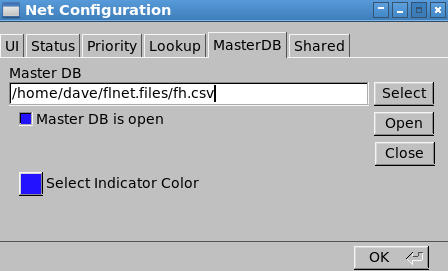 Net Configuration
UI Status Priority Lookup MasterDB Shared
Master DB
/home/dave/flnet.files/fh.csv
Select
Master DB is open
Open
Close
Select Indicator Color
OK